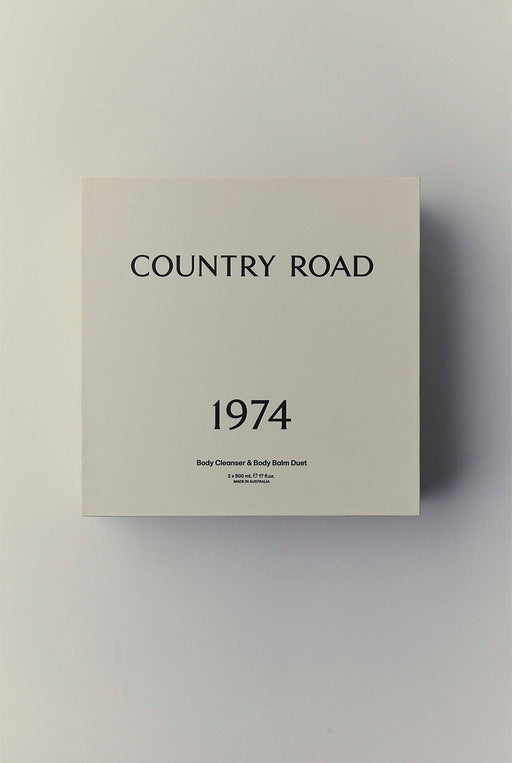 COUNTRY ROAD
1974
Body Cleanser & Body Balm Duet
2 x 500 mL ℮ 17 fl.oz.
MADE IN AUSTRALIA